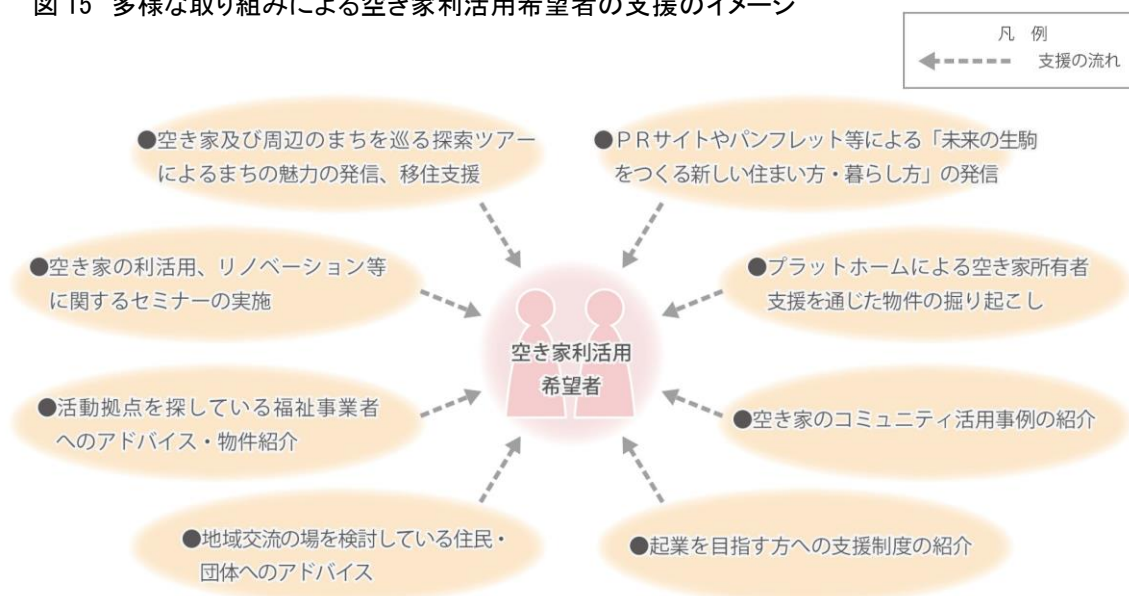 図 15 多様な取り組みによる空き家利活用希望者の支援のイメージ
凡 例
支援の流れ
●空き家及び周辺のまちを巡る探索ツアー
によるまちの魅力の発信、移住支援
●PRサイトやパンフレット等による「未来の生駒
をつくる新しい住まい方・暮らし方」の発信
●空き家の利活用、リノベーション等
に関するセミナーの実施
●プラットホームによる空き家所有者
支援を通じた物件の掘り起こし
空き家利活用
希望者
●活動拠点を探している福祉事業者
へのアドバイス・物件紹介
●空き家のコミュニティ活用事例の紹介
●地域交流の場を検討している住民・
団体へのアドバイス
●起業を目指す方への支援制度の紹介